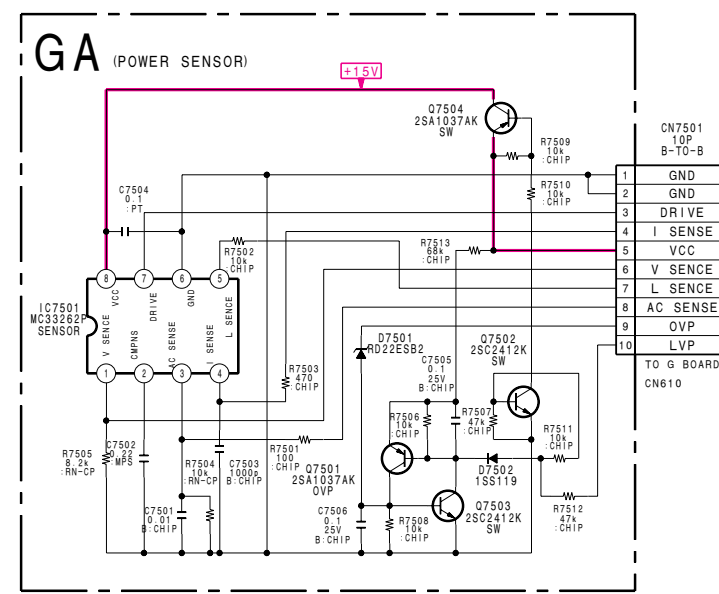 GA (POWER SENSOR)
+15V
Q7504
2SA1037AK
SW
CN7501
10P
B-TO-B
R7509
10k
:CHIP
R7510
10k
:CHIP
1 GND
2 GND
3 DRIVE
4 I SENSE
5 VCC
6 V SENCE
7 L SENCE
8 AC SENSE
9 OVP
10 LVP
TO G BOARD
CN610
C7504
0.1
:PT
R7502
10k
:CHIP
R7513
68k
:CHIP
8 7 6 5
VCC
DRIVE
GND
L SENCE
IC7501
MC33262P
SENSOR
V SENCE
CMPNS
AC SENSE
I SENSE
1 2 3 4
D7501
RD22ESB2
C7505
0.1
25V
B:CHIP
Q7502
2SC2412K
SW
R7503
470
:CHIP
R7506
10k
:CHIP
R7507
47k
:CHIP
R7511
10k
:CHIP
R7505
8.2k
:RN-CP
C7502
0.22
:MPS
R7504
10k
:RN-CP
C7503
1000p
B:CHIP
R7501
100
:CHIP
Q7501
2SA1037AK
OVP
D7502
1SS119
C7501
0.01
B:CHIP
C7506
0.1
25V
B:CHIP
R7508
10k
:CHIP
Q7503
2SC2412K
SW
R7512
47k
:CHIP